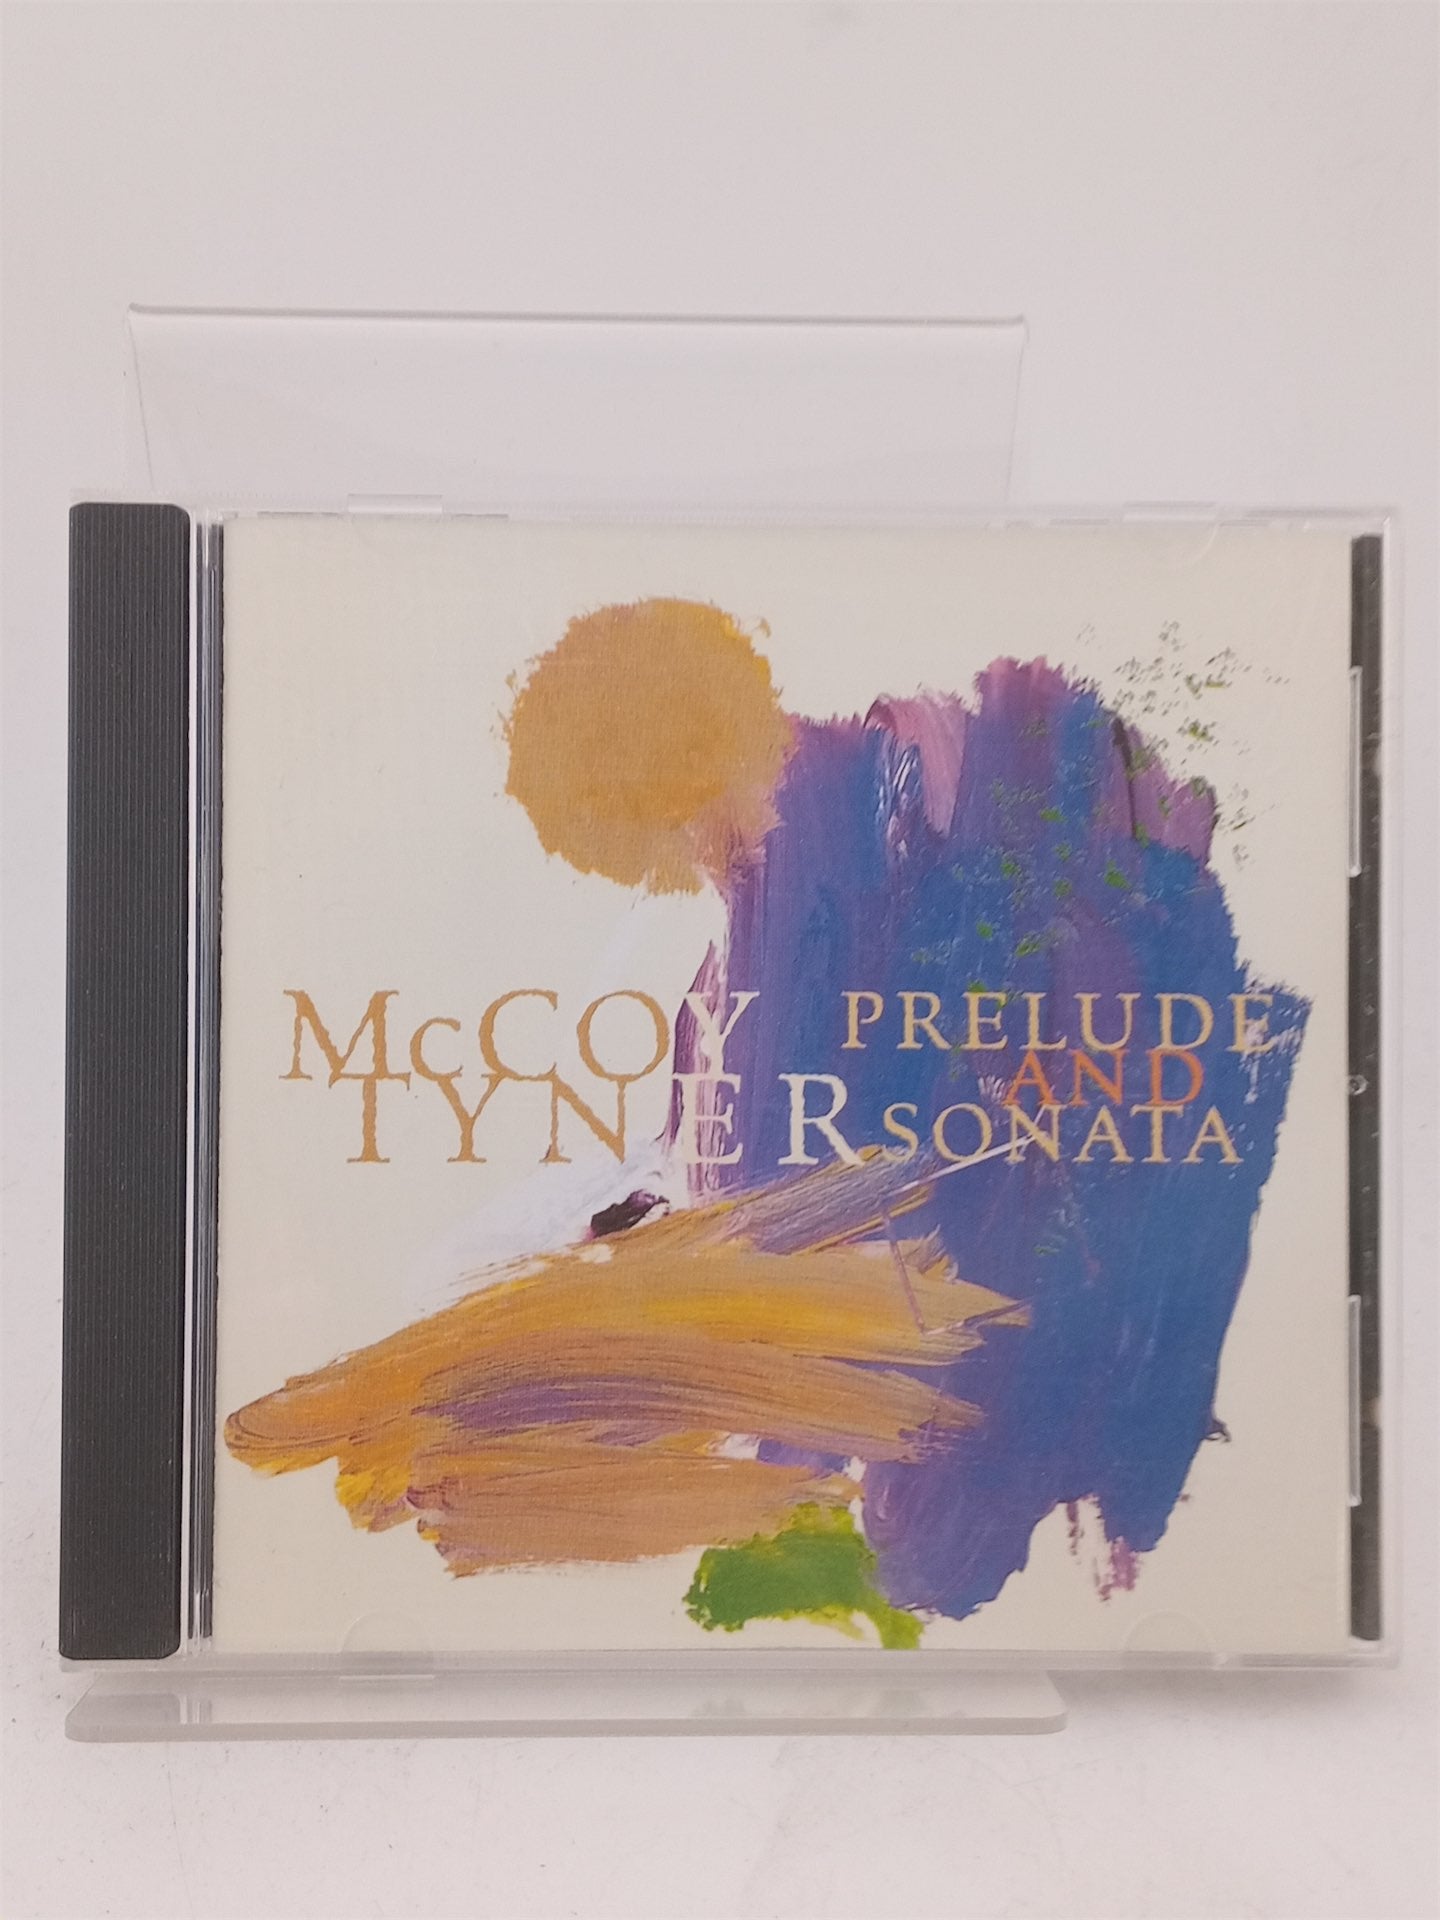 McCOY
TYNER
PRELUDE
AND
SONATA